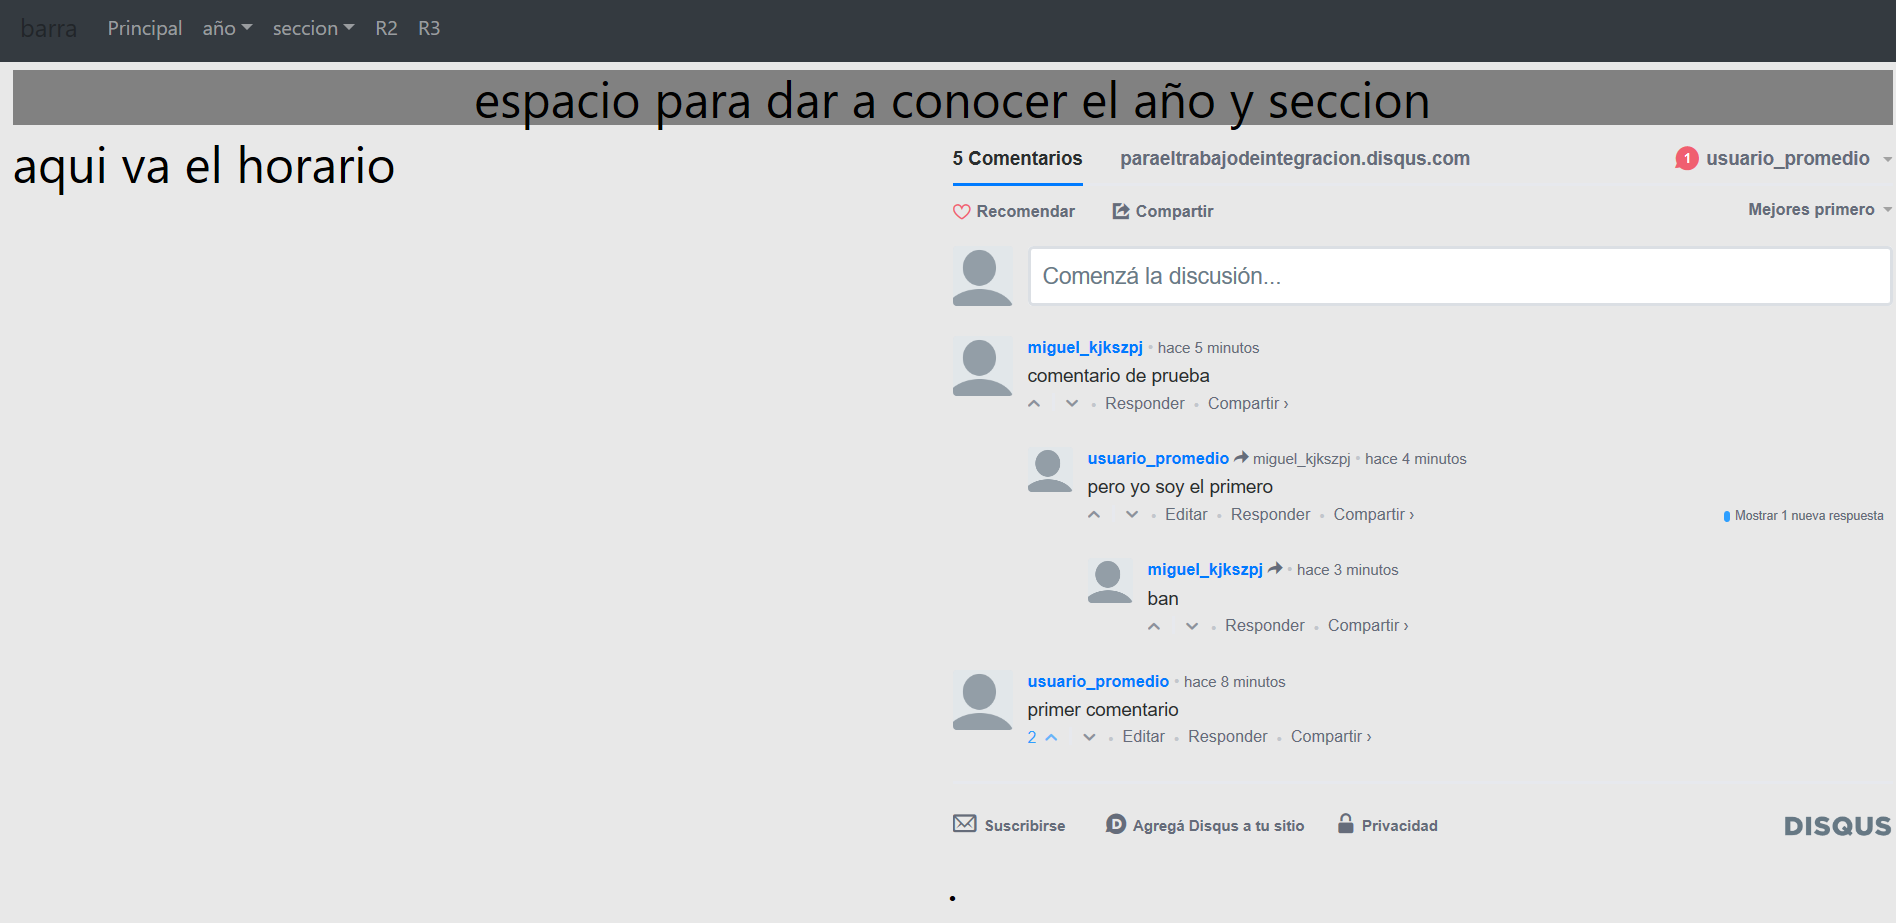 barra Principal año seccion R2 R3
espacio para dar a conocer el año y seccion
aqui va el horario
5 Comentarios paraeltrabajodeintegracion.disqus.com 1 usuario_promedio
Recomendar Compartir Mejores primero
Comenzá la discusión...
miguel_kjkszpj • hace 5 minutos
comentario de prueba
• Responder • Compartir ›
usuario_promedio miguel_kjkszpj • hace 4 minutos
pero yo soy el primero
• Editar • Responder • Compartir › Mostrar 1 nueva respuesta
miguel_kjkszpj • hace 3 minutos
ban
• Responder • Compartir ›
usuario_promedio • hace 8 minutos
primer comentario
2 • Editar • Responder • Compartir ›
Suscribirse D Agregá Disqus a tu sitio Privacidad DISQUS
.